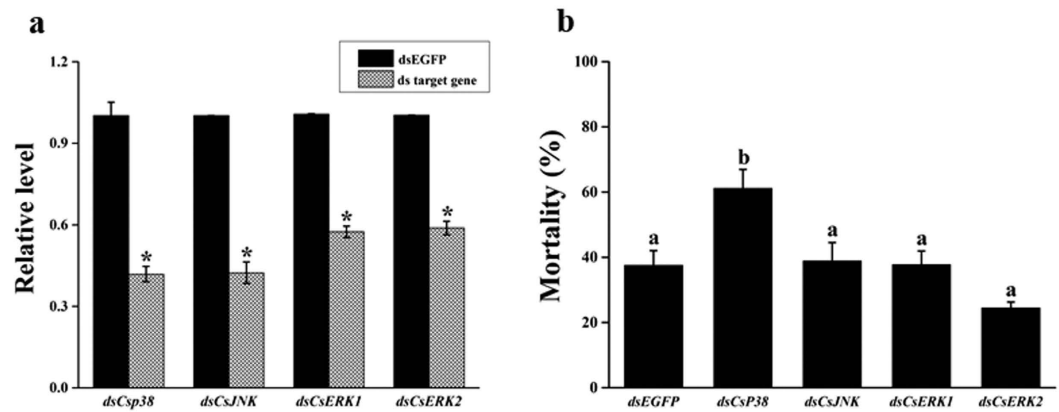 a
1.2
0.9
0.6
0.3
0.0
Relative level
dsEGFP
ds target gene
*
*
*
*
dsCsp38
dsCsJNK
dsCsERK1
dsCsERK2
b
100
80
60
40
20
0
Mortality (%)
a
b
a
a
a
dsEGFP
dsCsP38
dsCsJNK
dsCsERK1
dsCsERK2